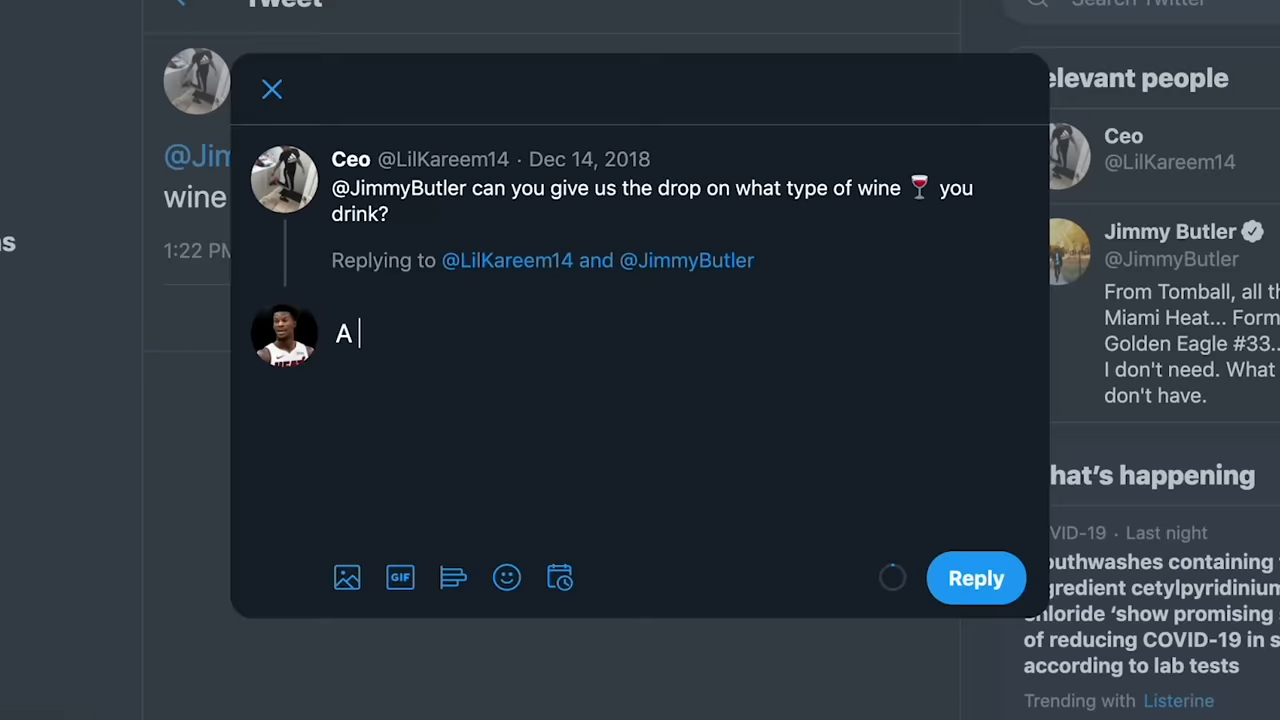 Tweet
Search Twitter
@Jim
wine
1:22 PM
s
Ceo @LilKareem14 · Dec 14, 2018
@JimmyButler can you give us the drop on what type of wine 🍷 you
drink?
Replying to @LilKareem14 and @JimmyButler
A
GIF
Reply
elevant people
Ceo
@LilKareem14
Jimmy Butler
@JimmyButler
From Tomball, all th
Miami Heat... Form
Golden Eagle #33..
I don't need. What
don't have.
hat's happening
VID-19 · Last night
outhwashes containing
gredient cetylpyridinium
chloride ‘show promising
of reducing COVID-19 in s
according to lab tests
Trending with Listerine